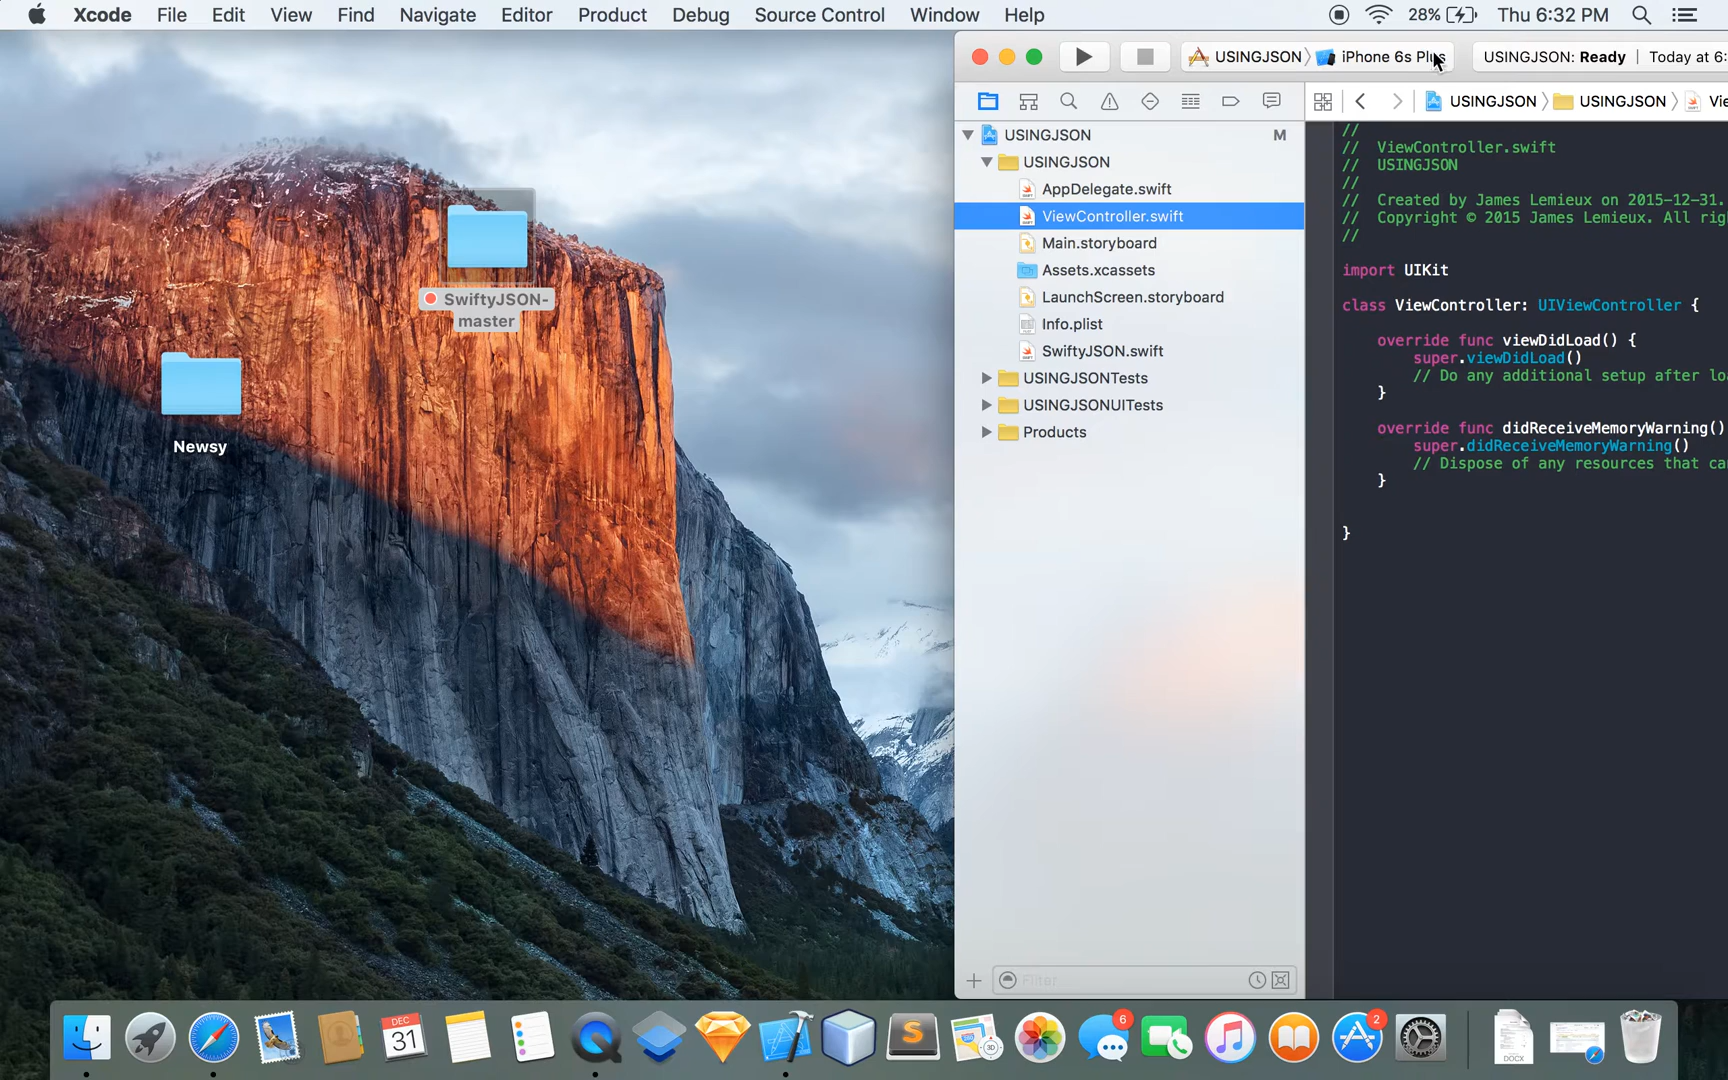 Xcode File Edit View Find Navigate Editor Product Debug Source Control Window Help 28% Thu 6:32 PM
USINGJSON iPhone 6s Plus USINGJSON: Ready Today at 6:
USINGJSON USINGJSON
USINGJSON M
USINGJSON
AppDelegate.swift
ViewController.swift
Main.storyboard
Assets.xcassets
LaunchScreen.storyboard
Info.plist
SwiftyJSON.swift
USINGJSONTests
USINGJSONUITests
Products
Filter
//
// ViewController.swift
// USINGJSON
//
// Created by James Lemieux on 2015-12-31.
// Copyright © 2015 James Lemieux. All
//
import UIKit
class ViewController: UIViewController {
override func viewDidLoad() {
super.viewDidLoad()
// Do any additional setup after
}
override func didReceiveMemoryWarning()
super.didReceiveMemoryWarning()
// Dispose of any resources that
}
}
SwiftyJSON-
master
Newsy
DEC
31
S
3D
6
2
DOCX